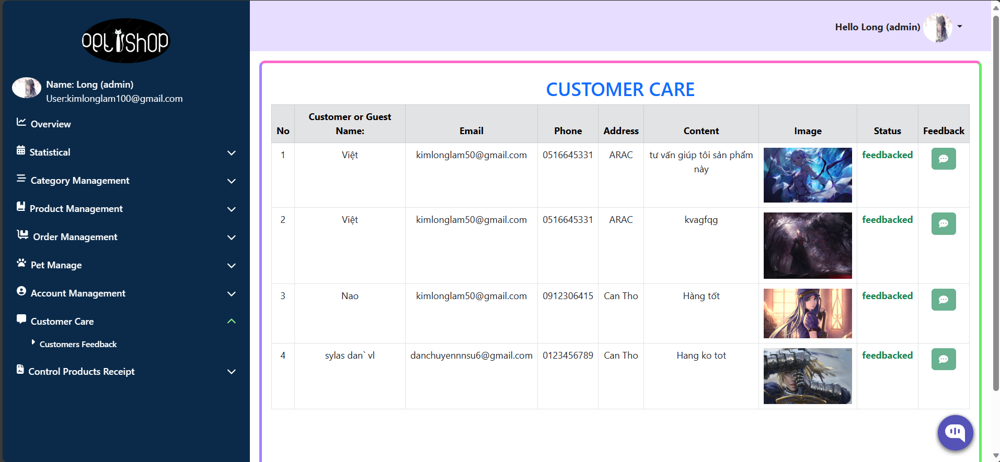 OPLTISHOP
Hello Long (admin)
Name: Long (admin)
User:kimlonglam100@gmail.com
Overview
Statistical
Category Management
Product Management
Order Management
Pet Manage
Account Management
Customer Care
Customers Feedback
Control Products Receipt
CUSTOMER CARE
No Customer or Guest Name: Email Phone Address Content Image Status Feedback
1 Việt kimlonglam50@gmail.com 0516645331 ARAC tư vấn giúp tôi sản phẩm này feedbacked
2 Việt kimlonglam50@gmail.com 0516645331 ARAC kvagfqg feedbacked
3 Nao kimlonglam50@gmail.com 0912306415 Can Tho Hàng tốt feedbacked
4 sylas dan` vl danchuyennnsu6@gmail.com 0123456789 Can Tho Hang ko tot feedbacked